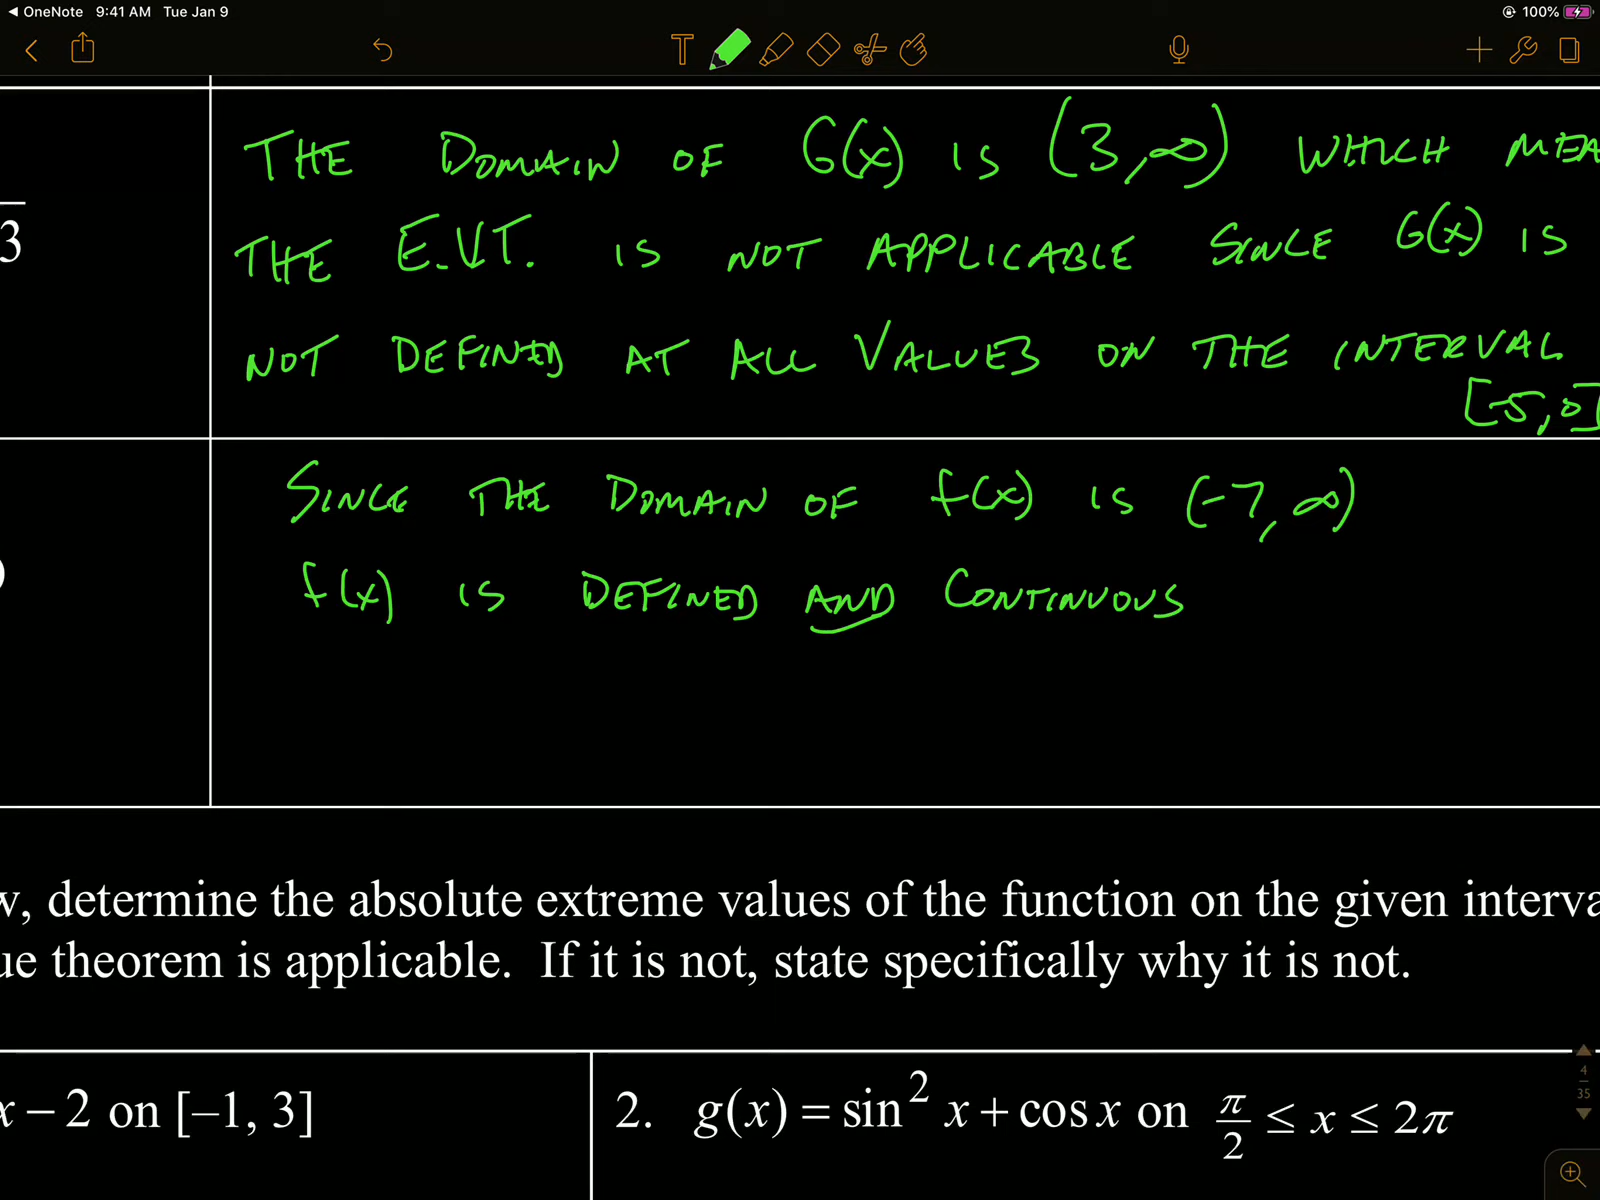 OneNote 9:41 AM Tue Jan 9 100%
THE DOMAIN OF G(x) IS (3, ∞) WHICH MEA
3
THE E.V.T. IS NOT APPLICABLE SINCE G(x) IS
NOT DEFINED AT ALL VALUES ON THE INTERVAL
[-5, 0]
SINCE THE DOMAIN OF f(x) IS (-7, ∞)
)
f(x) IS DEFINED AND CONTINUOUS
w, determine the absolute extreme values of the function on the given interva
ue theorem is applicable. If it is not, state specifically why it is not.
x – 2 on [–1, 3]
2. g(x) = sin² x + cos x on π/2 ≤ x ≤ 2π
4
35